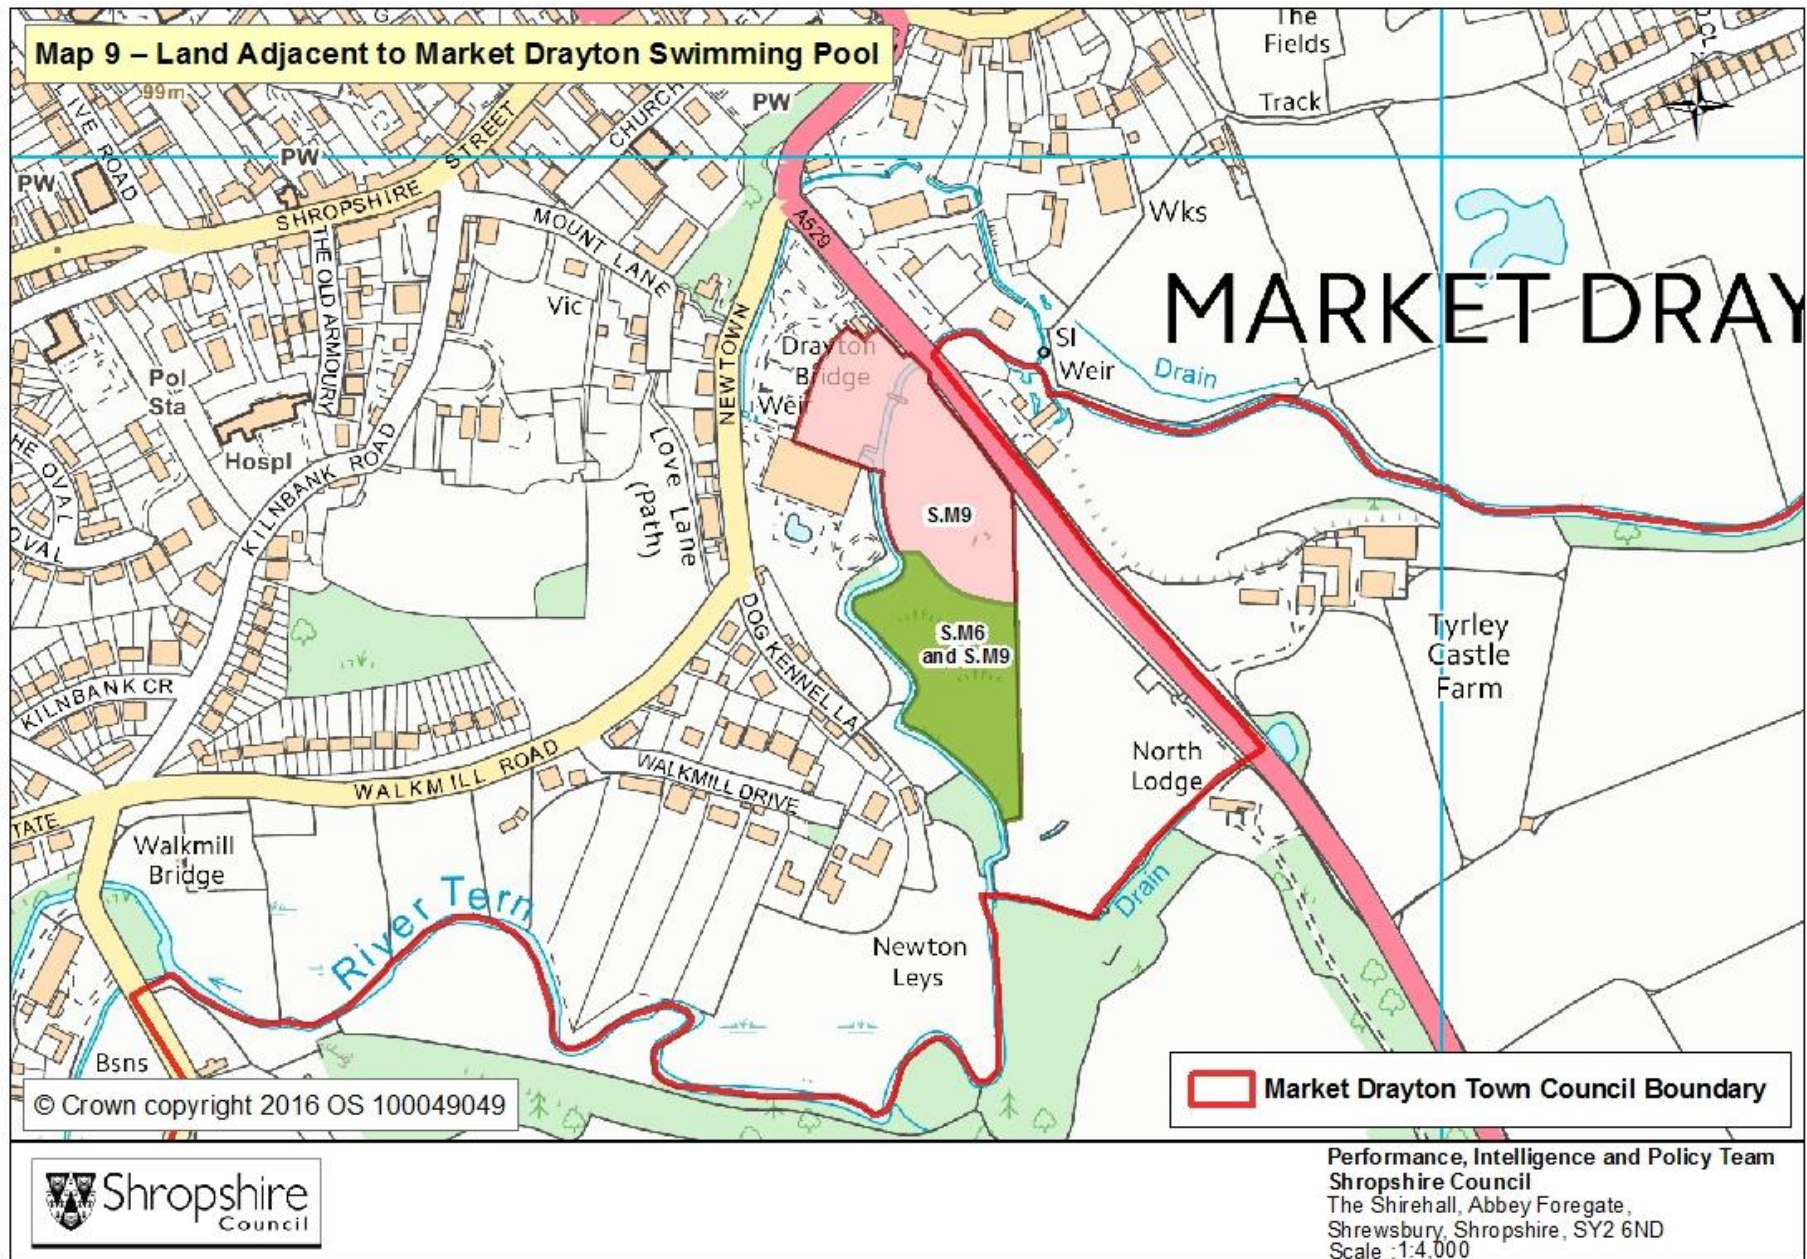 Map 9 – Land Adjacent to Market Drayton Swimming Pool
The
Fields
Track
99m
PW
PW
PW
IVE ROAD
SHROPSHIRE STREET
CHURCH
THE OLD ARMOURY
MOUNT LANE
A529
Wks
MARKET DRAY
Vic
NEWTOWN
Drayton
Bridge
Weir
Sl
Weir
Drain
Pol
Sta
Hospl
HE OVAL
OVAL
KILNBANK ROAD
Love Lane
(Path)
S.M9
S.M6
and S.M9
DOG KENNEL LA
Tyrley
Castle
Farm
KILNBANK CR
North
Lodge
WALKMILL ROAD
WALKMILL DRIVE
TATE
Walkmill
Bridge
River Tern
Drain
Newton
Leys
Bsns
© Crown copyright 2016 OS 100049049
Market Drayton Town Council Boundary
Shropshire
Council
Performance, Intelligence and Policy Team
Shropshire Council
The Shirehall, Abbey Foregate,
Shrewsbury, Shropshire, SY2 6ND
Scale :1:4,000